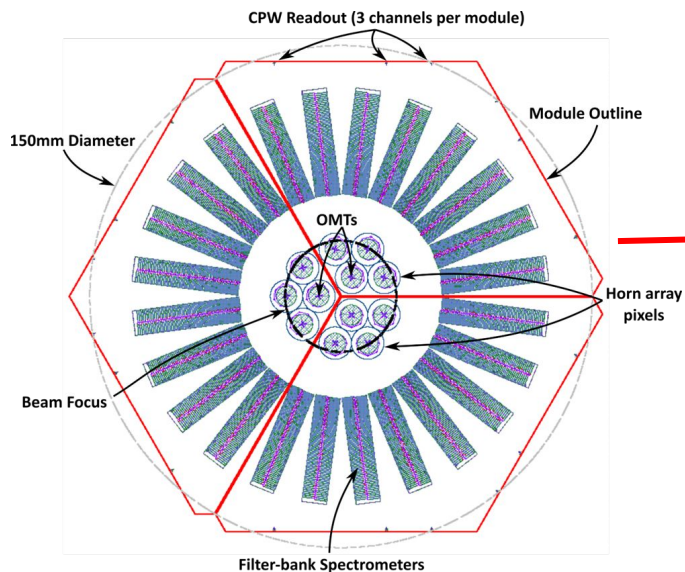 CPW Readout (3 channels per module)
150mm Diameter
Module Outline
OMTs
Horn array
pixels
Beam Focus
Filter-bank Spectrometers